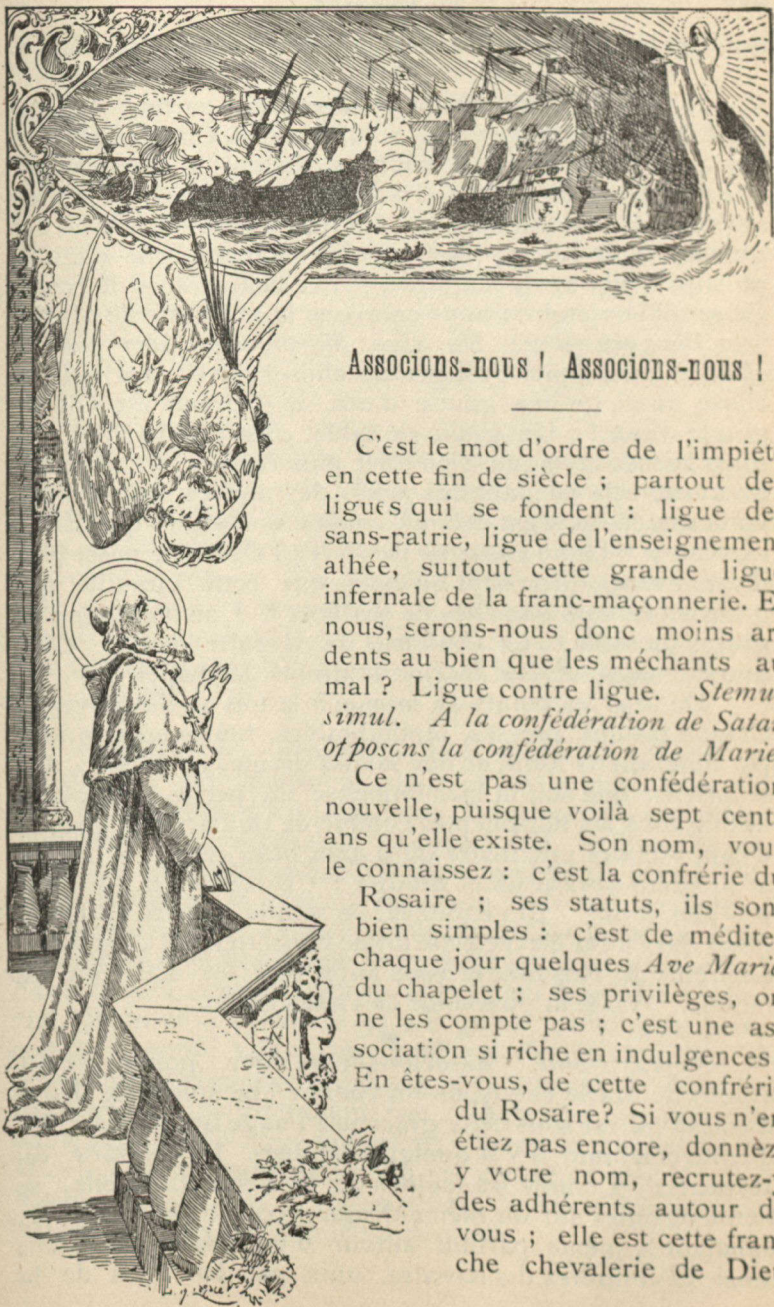 Associons-nous ! Associons-nous !
C'est le mot d'ordre de l'impiét
en cette fin de siècle ; partout de
ligues qui se fondent : ligue de
sans-patrie, ligue de l'enseignemen
athée, surtout cette grande ligu
infernale de la franc-maçonnerie. E
nous, serons-nous donc moins ar
dents au bien que les méchants au
mal ? Ligue contre ligue. Stemu
simul. A la confédération de Satan
opposons la confédération de Marie
Ce n'est pas une confédération
nouvelle, puisque voilà sept cent
ans qu'elle existe. Son nom, vou
le connaissez : c'est la confrérie du
Rosaire ; ses statuts, ils son
bien simples : c'est de médite
chaque jour quelques Ave Maria
du chapelet ; ses privilèges, on
ne les compte pas ; c'est une as
sociation si riche en indulgences
En êtes-vous, de cette confréri
du Rosaire? Si vous n'en
étiez pas encore, donnèz
y votre nom, recrutez-
des adhérents autour d
vous ; elle est cette fran
che chevalerie de Die